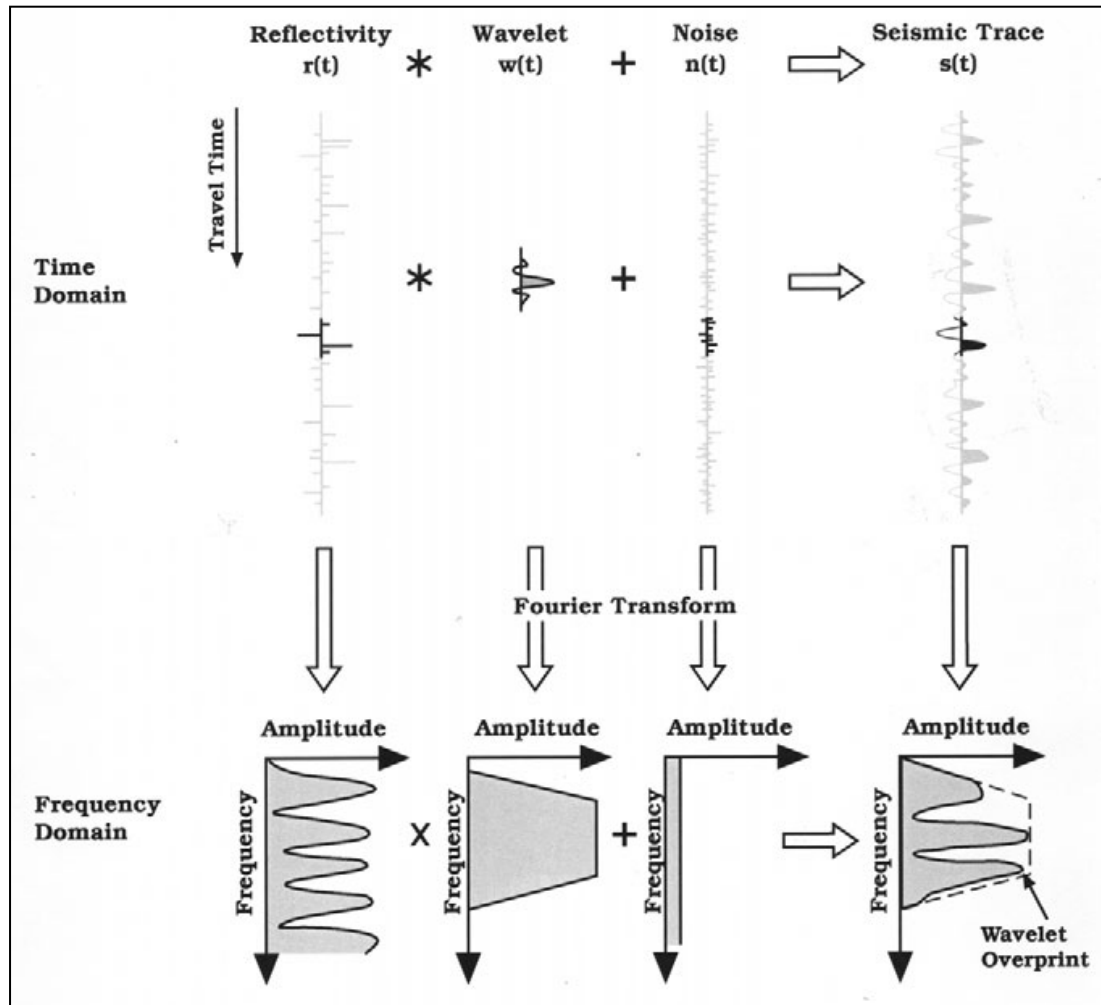 Reflectivity * Wavelet + Noise Seismic Trace
r(t) w(t) n(t) s(t)
Travel Time
Time
Domain
* +
Fourier Transform
Amplitude Amplitude Amplitude Amplitude
Frequency
Domain
Frequency x Frequency + Frequency Frequency
Wavelet
Overprint